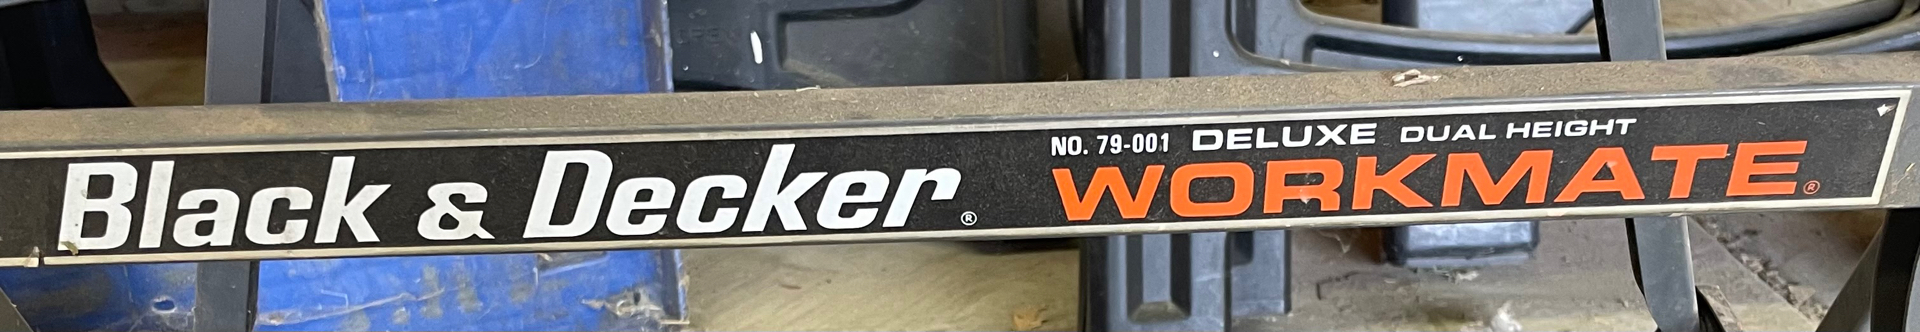 Black & Decker®
NO. 79-001 DELUXE DUAL HEIGHT
WORKMATE®